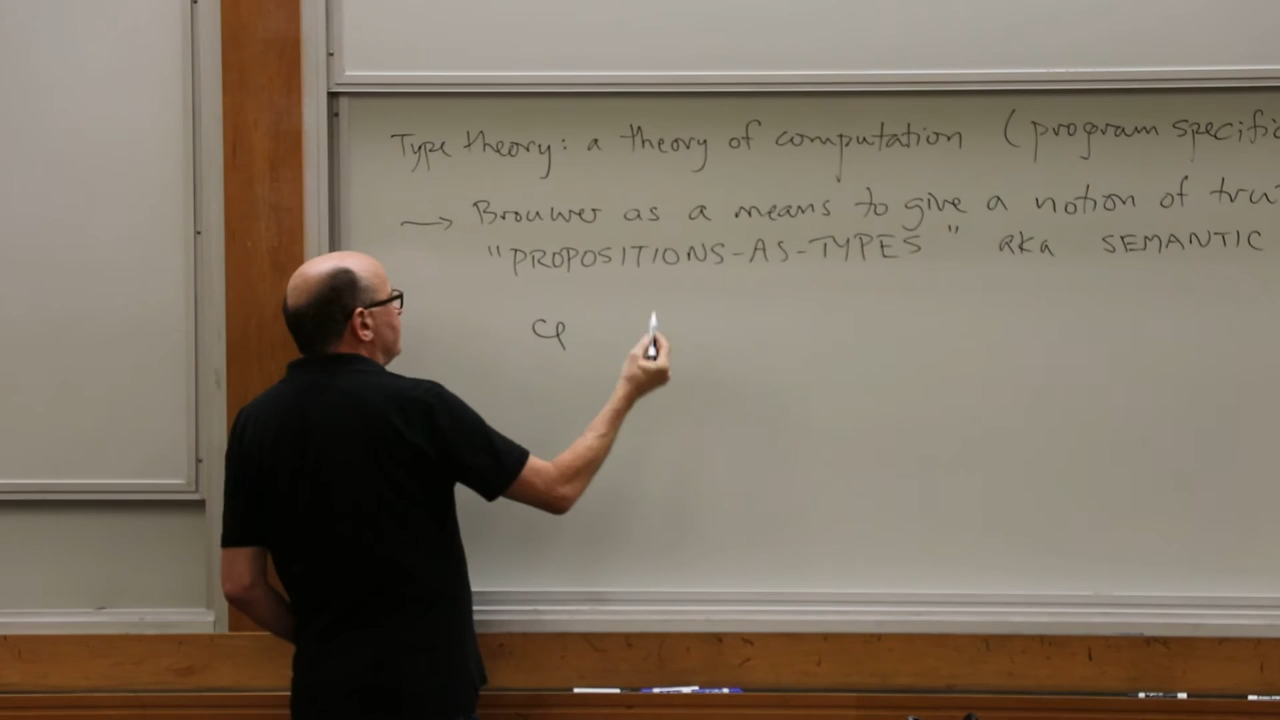 Type theory: a theory of computation (program specifi
→ Brouwer as a means to give a notion of tru
"PROPOSITIONS-AS-TYPES" aka SEMANTIC
φ